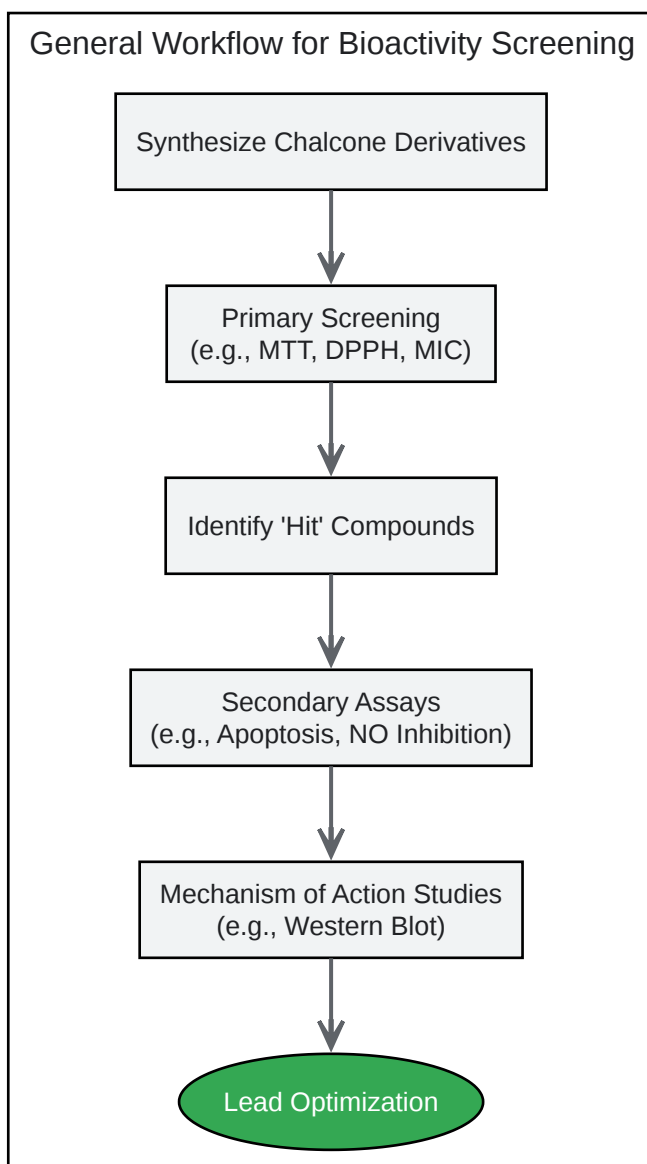 General Workflow for Bioactivity Screening
Synthesize Chalcone Derivatives
Primary Screening
(e.g., MTT, DPPH, MIC)
Identify 'Hit' Compounds
Secondary Assays
(e.g., Apoptosis, NO Inhibition)
Mechanism of Action Studies
(e.g., Western Blot)
Lead Optimization